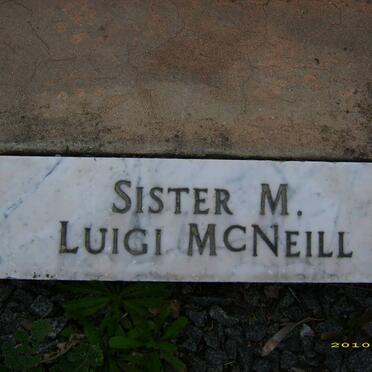 SISTER M.
LUIGI MCNEILL
2010